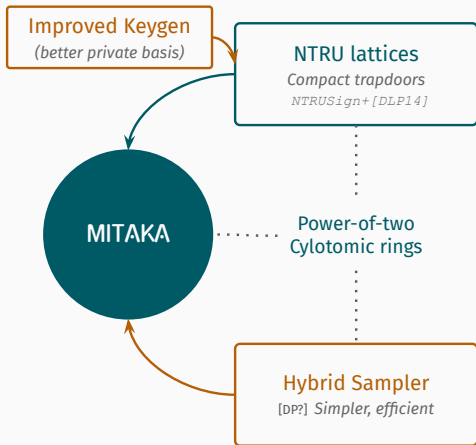 Improved Keygen
(better private basis)
NTRU lattices
Compact trapdoors
NTRUSign+[DLP14]
MITAKA
Power-of-two
Cylotomic rings
Hybrid Sampler
[DP?] Simpler, efficient